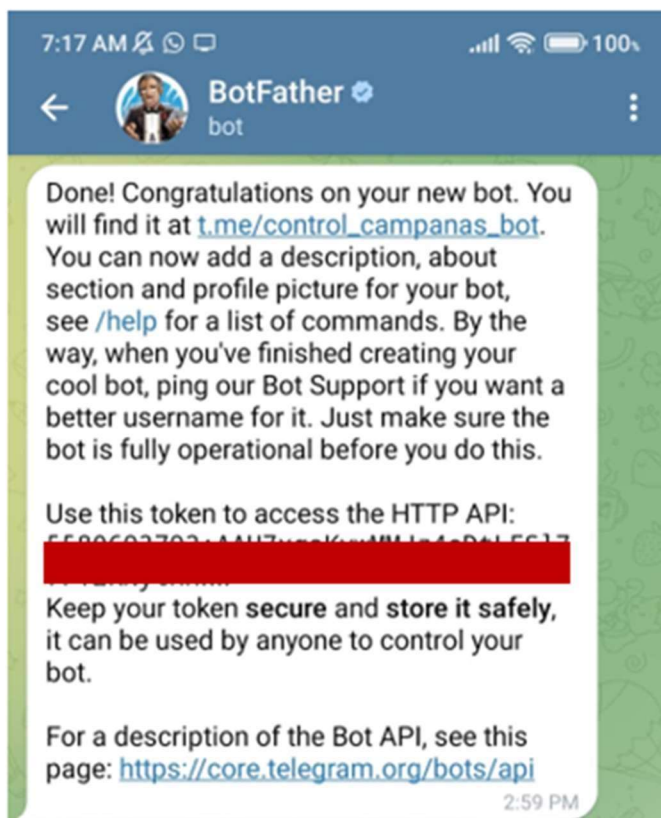 7:17 AM
100%
BotFather
bot
Done! Congratulations on your new bot. You
will find it at t.me/control_campanas_bot.
You can now add a description, about
section and profile picture for your bot,
see /help for a list of commands. By the
way, when you've finished creating your
cool bot, ping our Bot Support if you want a
better username for it. Just make sure the
bot is fully operational before you do this.
Use this token to access the HTTP API:
Keep your token secure and store it safely,
it can be used by anyone to control your
bot.
For a description of the Bot API, see this
page: https://core.telegram.org/bots/api
2:59 PM